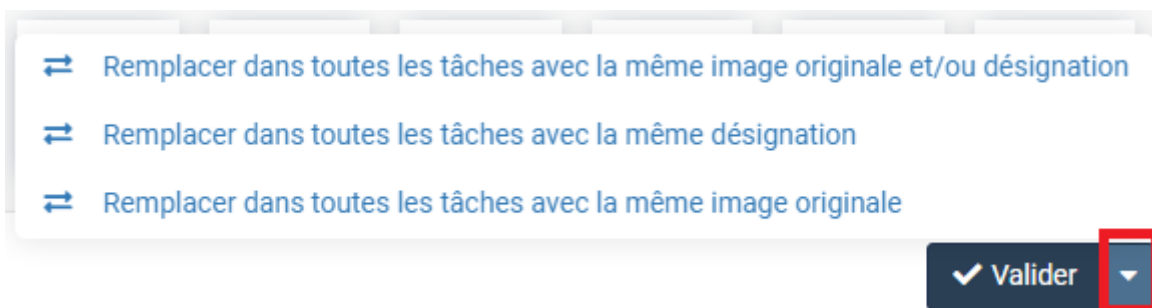 Remplacer dans toutes les tâches avec la même image originale et/ou désignation
Remplacer dans toutes les tâches avec la même désignation
Remplacer dans toutes les tâches avec la même image originale
Valider